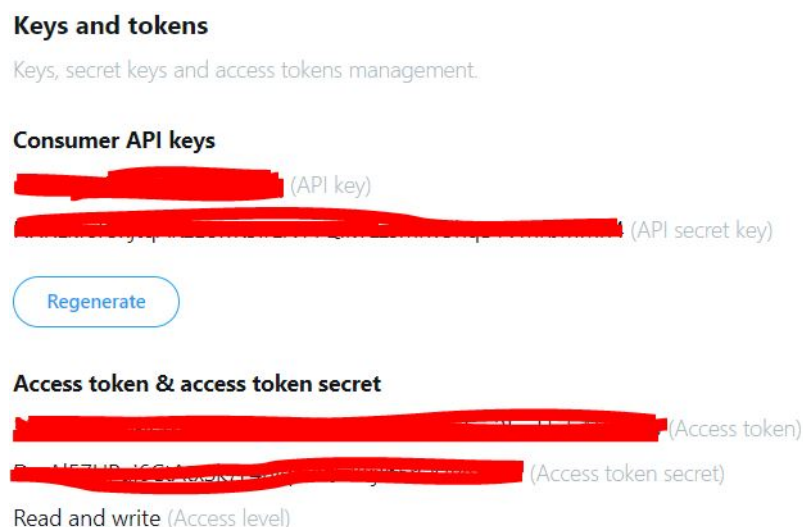 Keys and tokens
Keys, secret keys and access tokens management.
Consumer API keys
(API key)
(API secret key)
Regenerate
Access token & access token secret
(Access token)
(Access token secret)
Read and write (Access level)